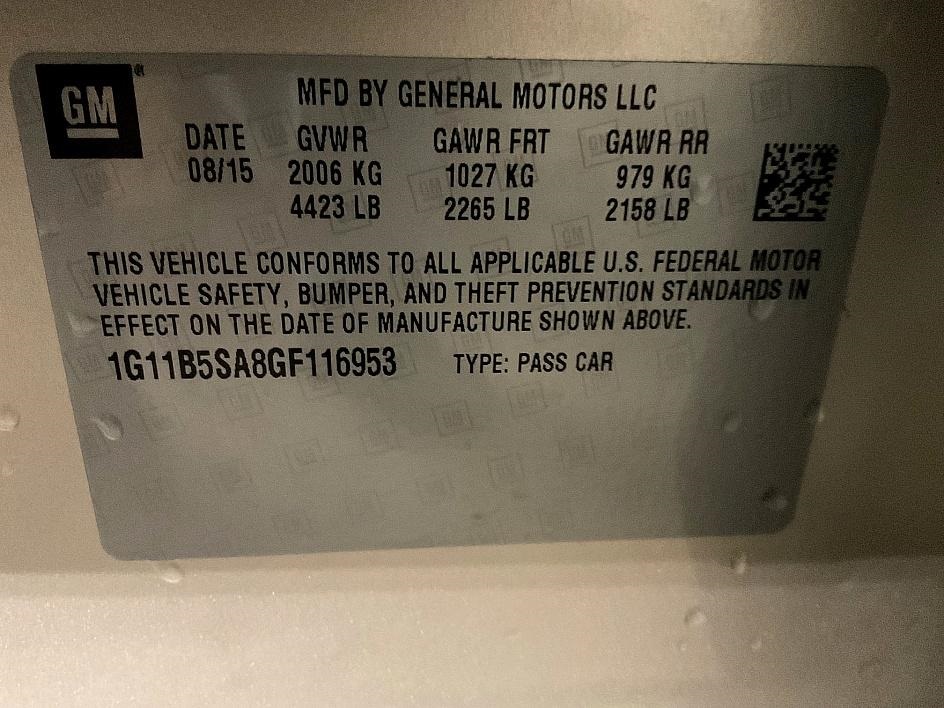 GM
MFD BY GENERAL MOTORS LLC
DATE GVWR GAWR FRT GAWR RR
08/15 2006 KG 1027 KG 979 KG
4423 LB 2265 LB 2158 LB
THIS VEHICLE CONFORMS TO ALL APPLICABLE U.S. FEDERAL MOTOR
VEHICLE SAFETY, BUMPER, AND THEFT PREVENTION STANDARDS IN
EFFECT ON THE DATE OF MANUFACTURE SHOWN ABOVE.
1G11B5SA8GF116953 TYPE: PASS CAR